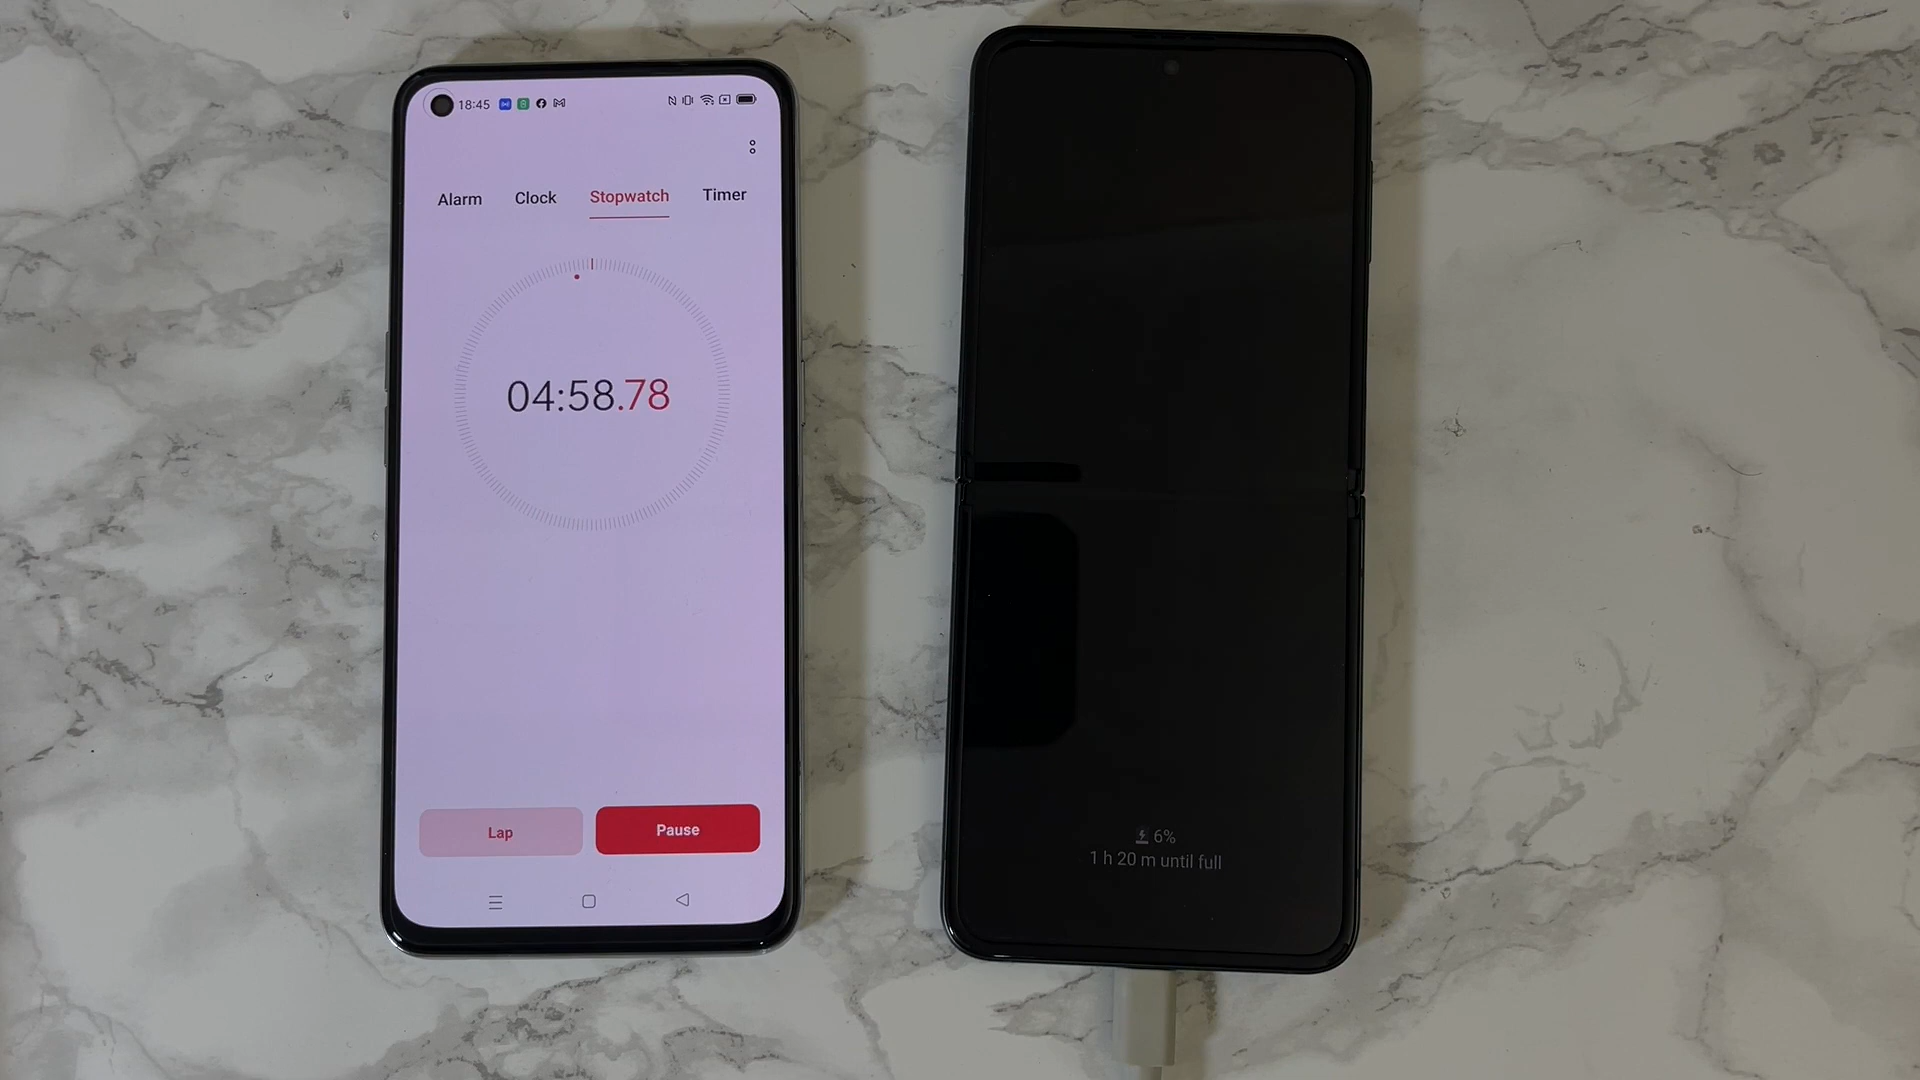 18:45
Alarm Clock Stopwatch Timer
04:58.78
Lap Pause
6%
1 h 20 m until full